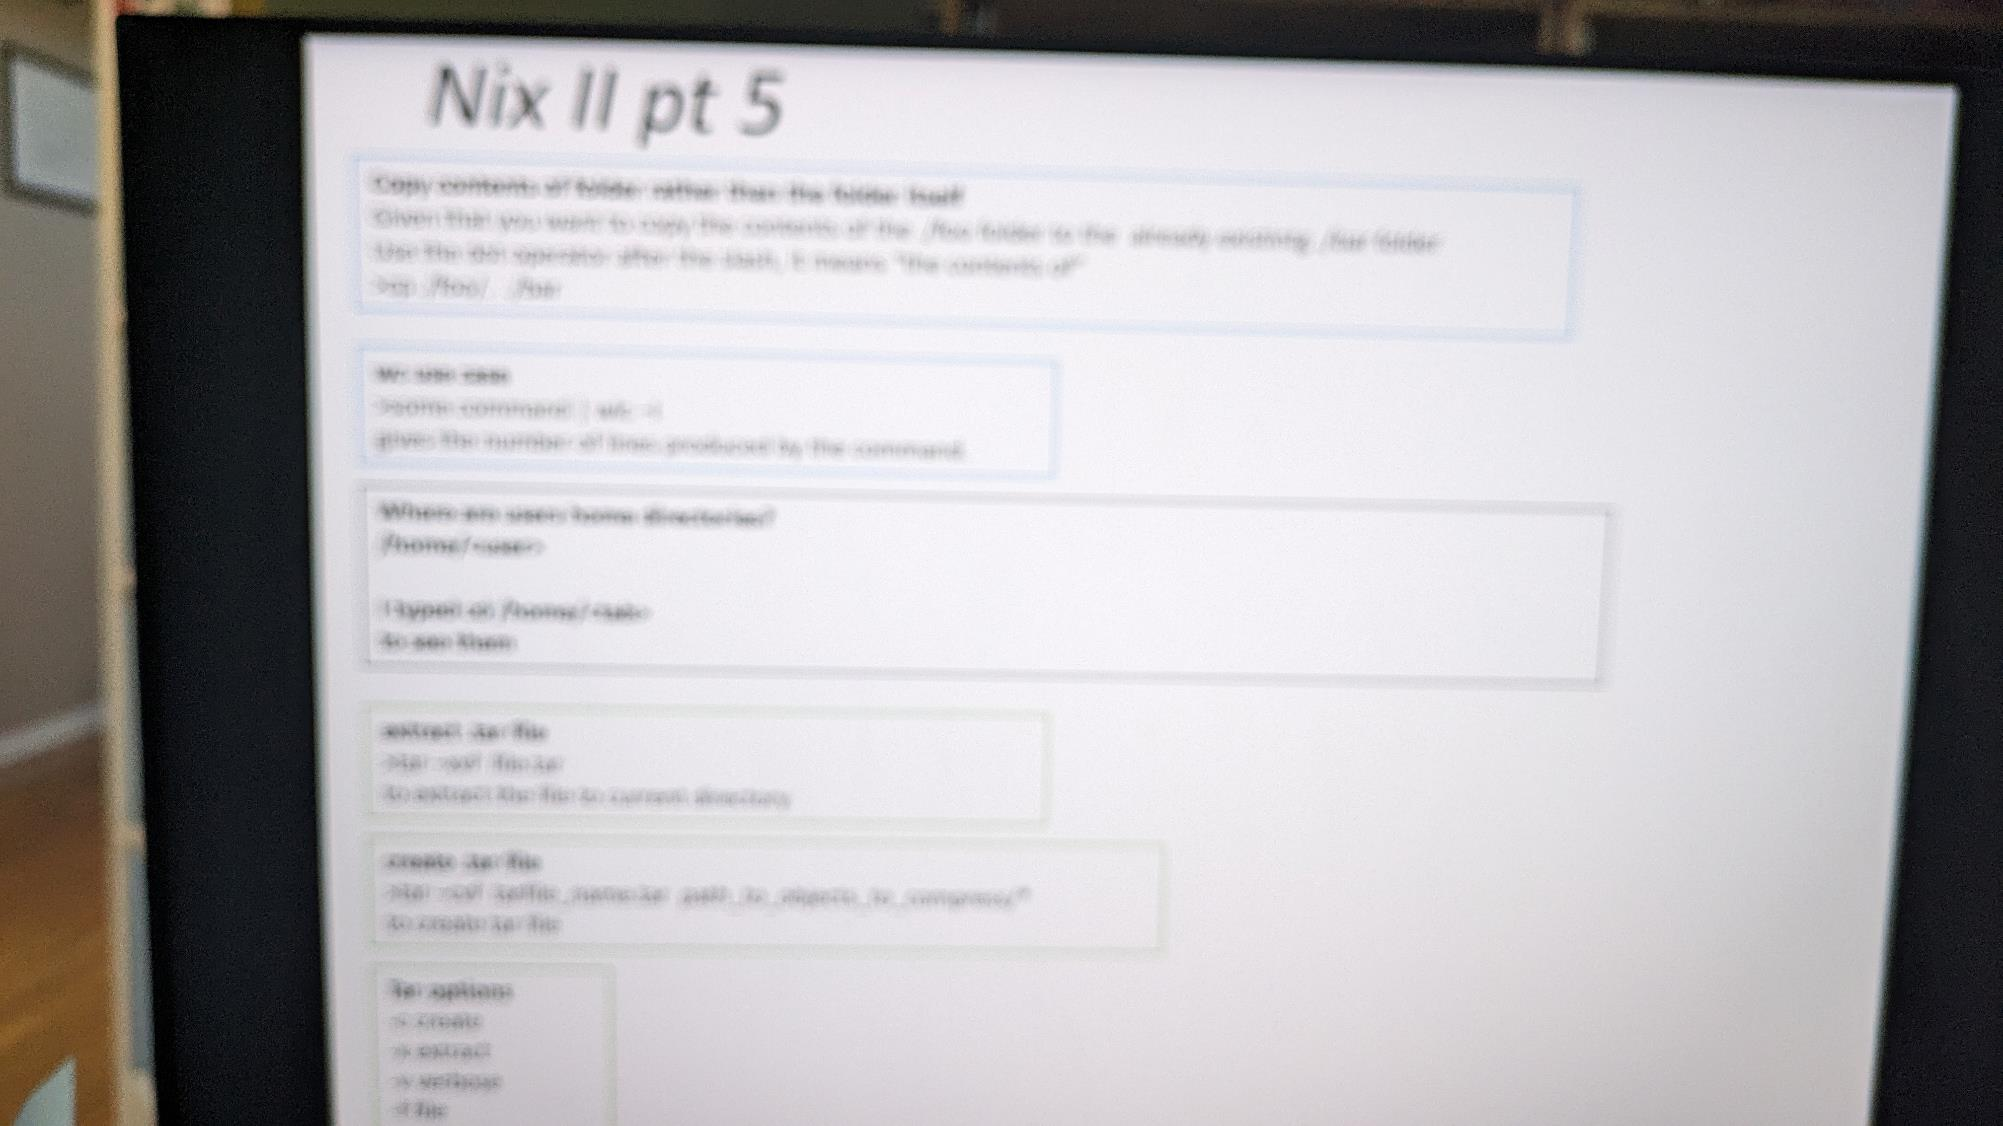 Nix II pt 5
Copy contents of folder rather than the folder itself
Given that you want to copy the contents of the ./foo folder to the already existing ./bar folder
Use the dot operator after the slash, it means "the contents of"
./foo/. ./bar
wc use case
>some command | wc -l
gives the number of lines produced by the command.
Where are users home directories?
/home/<user>
I typed cd /home/<tab>
to see them
extract .tar file
>tar file.tar
to extract the file to current directory
create .tar file
>tar tarfile_name.tar path_to_objects_to_compress/*
to create tar file
Tar options
-c create
-x extract
-v verbose
-f file